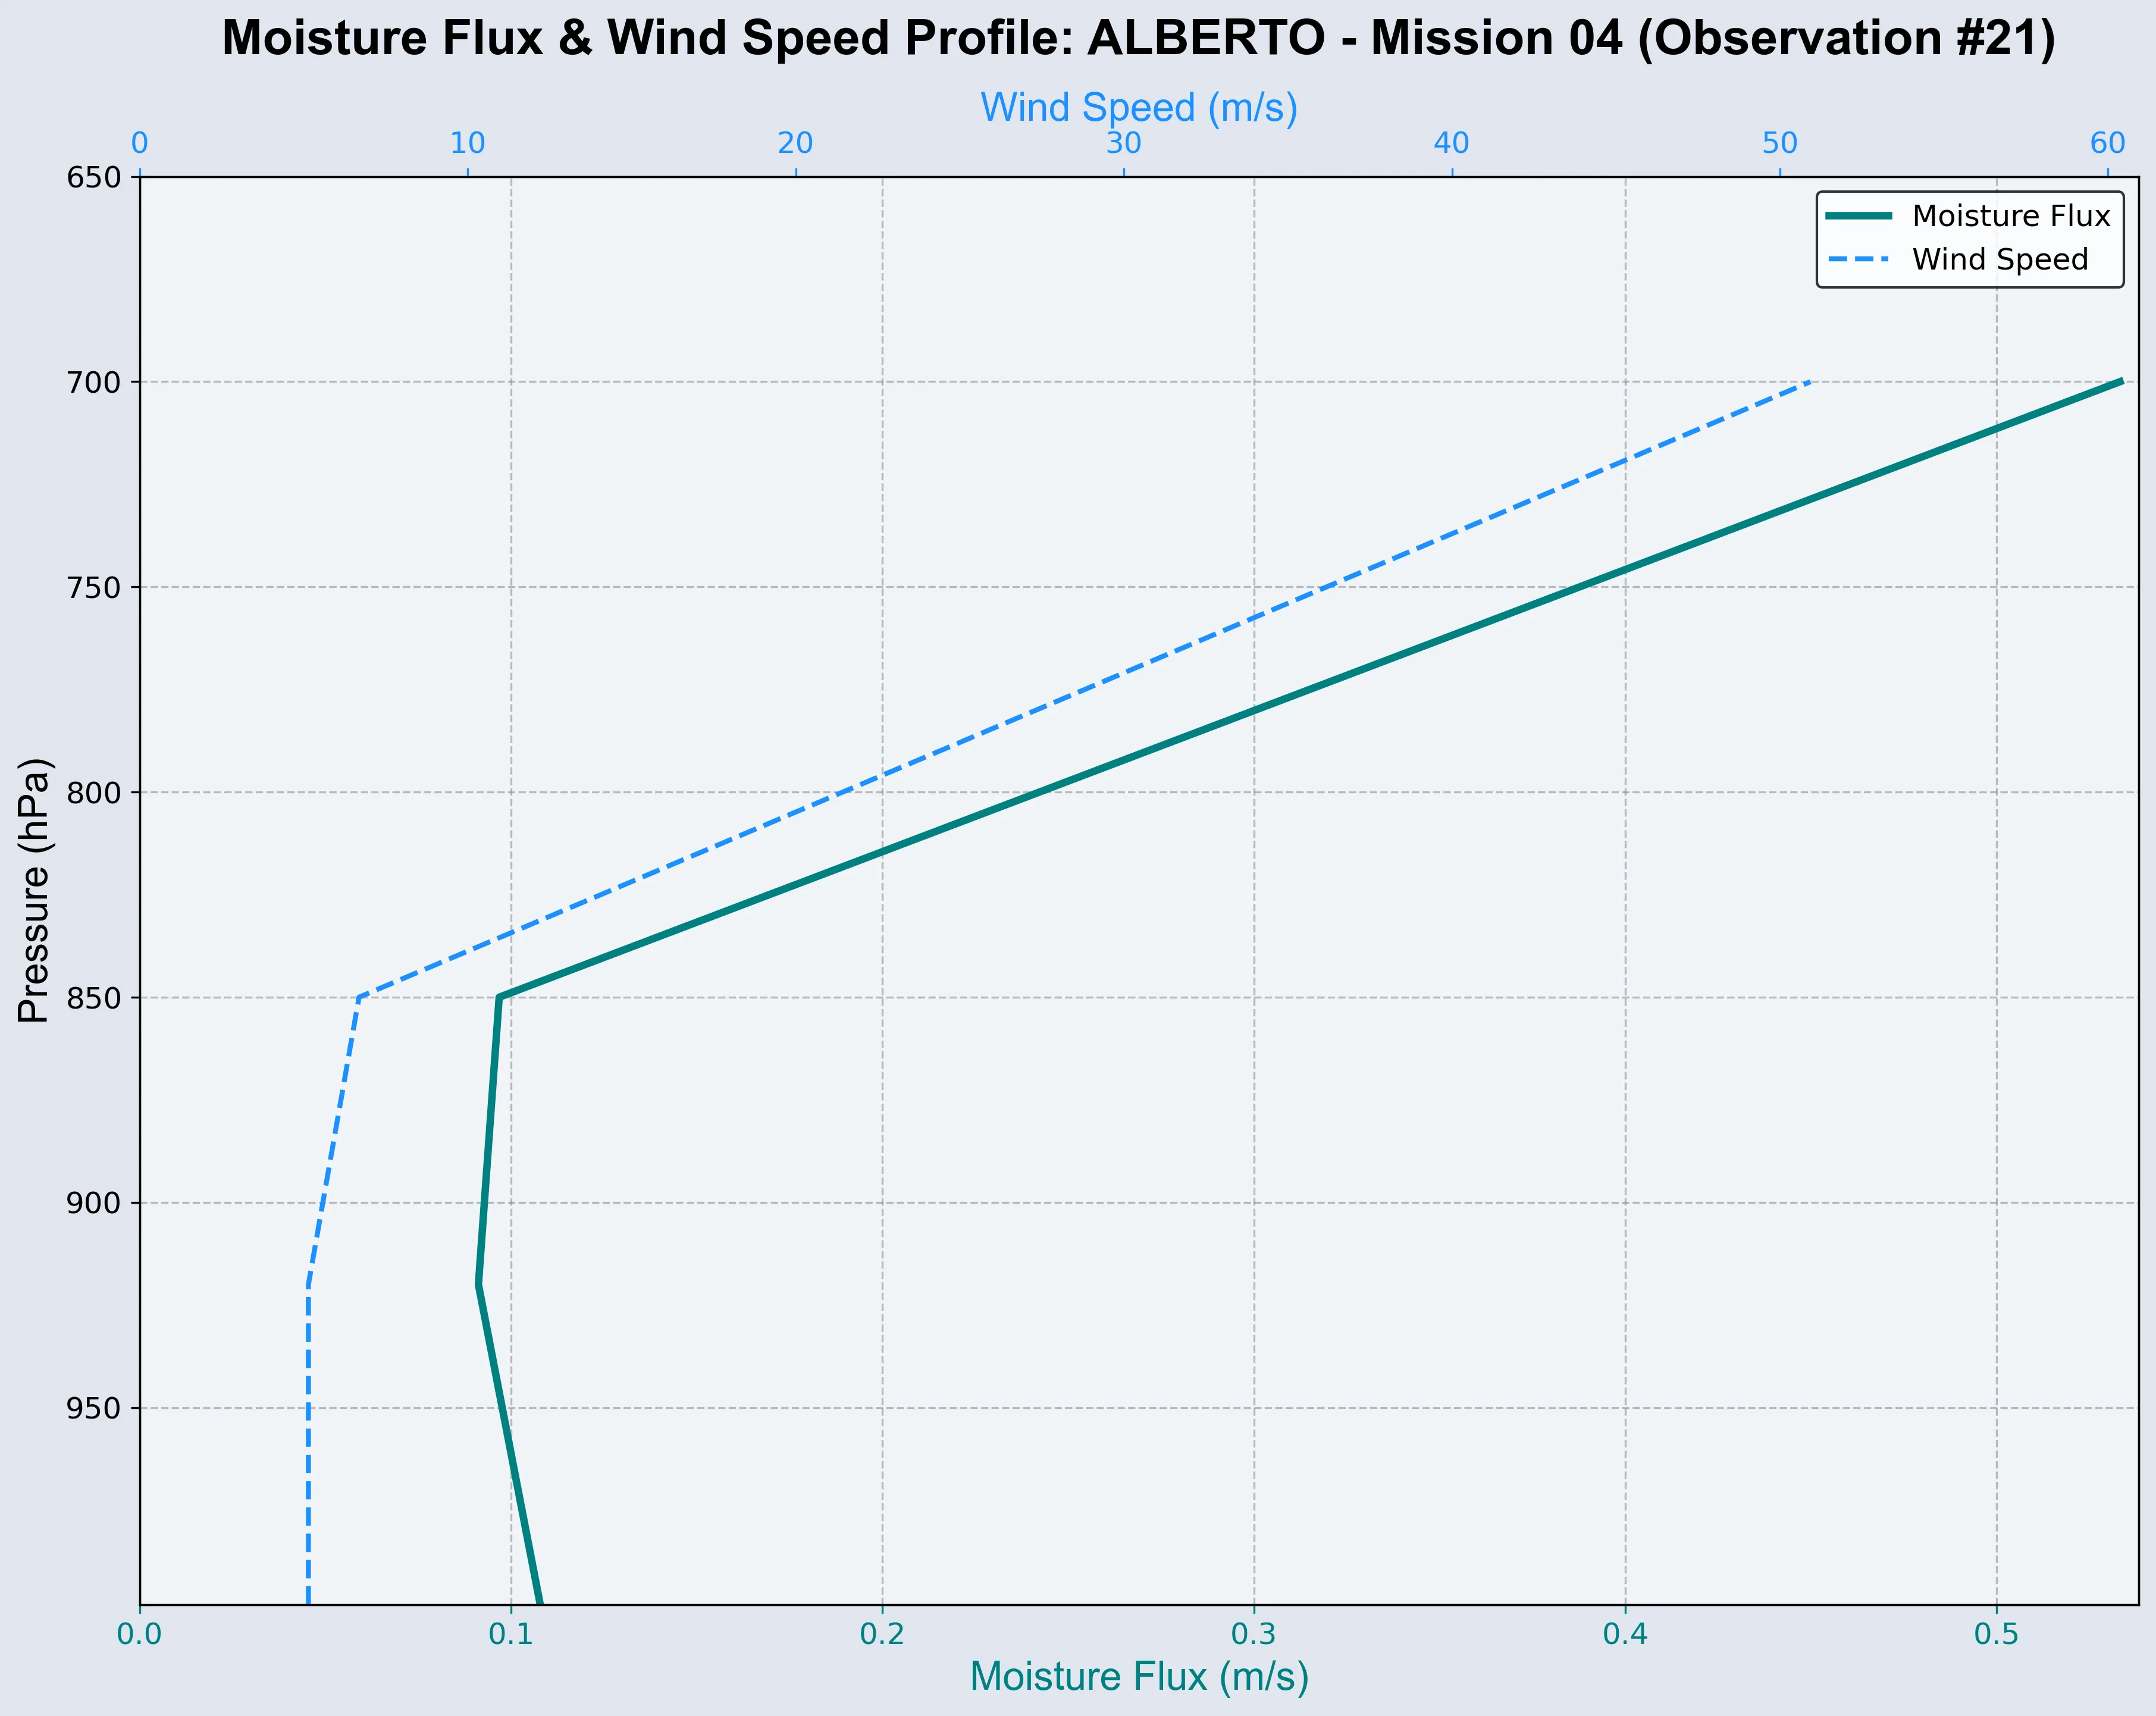 Moisture Flux & Wind Speed Profile: ALBERTO - Mission 04 (Observation #21)
Wind Speed (m/s)
0 10 20 30 40 50 60
Moisture Flux
Wind Speed
Pressure (hPa)
650
700
750
800
850
900
950
0.0 0.1 0.2 0.3 0.4 0.5
Moisture Flux (m/s)